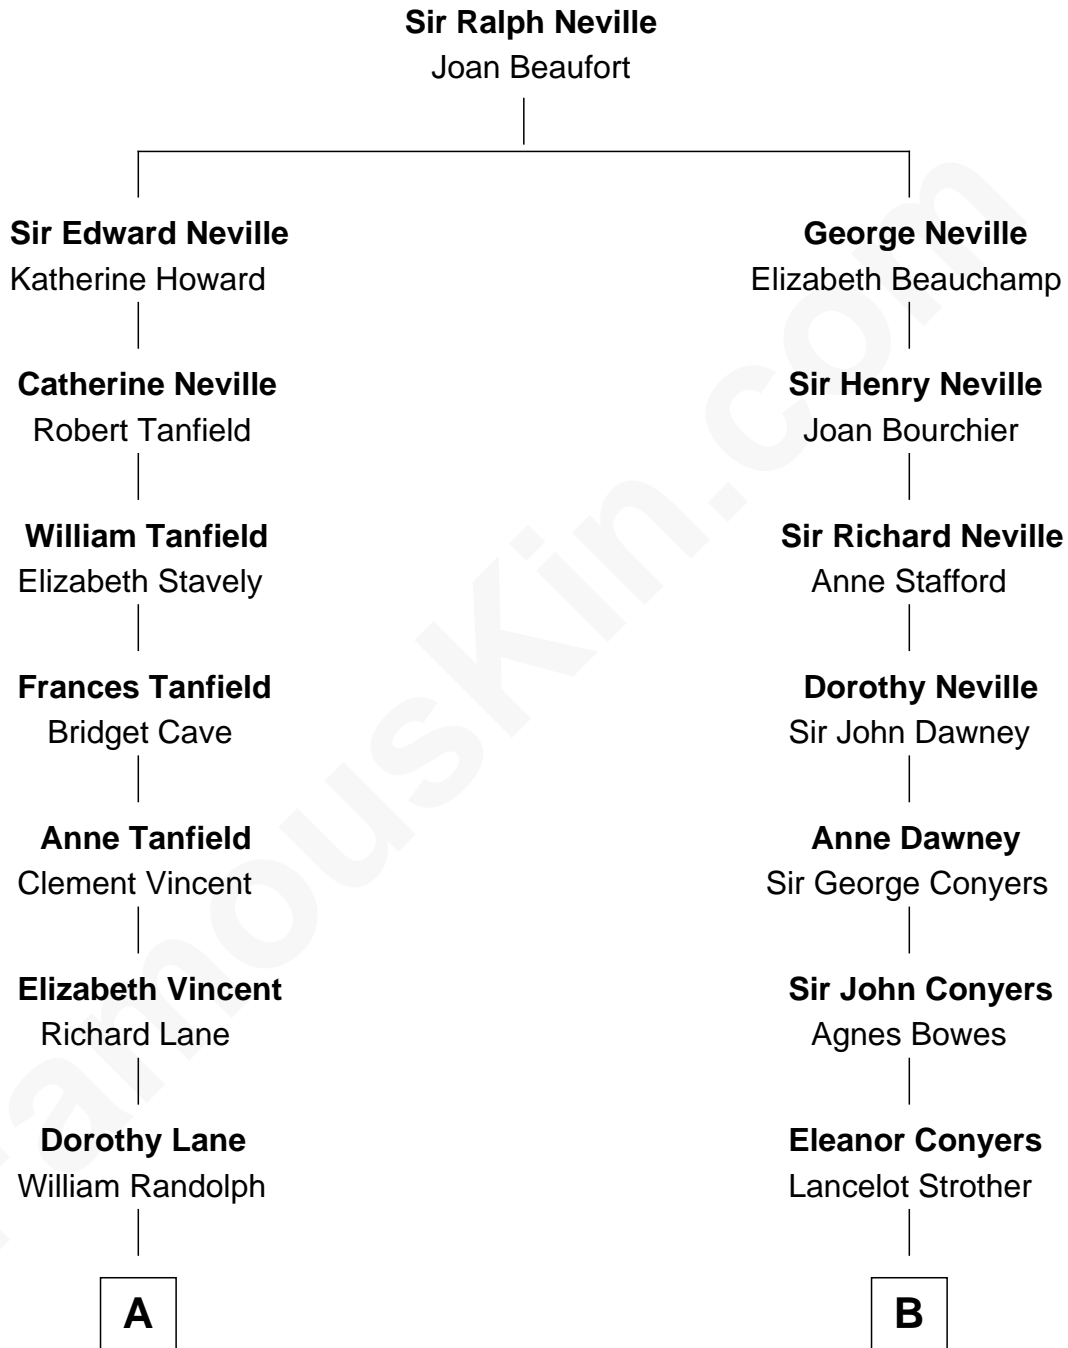 Sir Ralph Neville
Joan Beaufort
Sir Edward Neville
Katherine Howard
George Neville
Elizabeth Beauchamp
Catherine Neville
Robert Tanfield
Sir Henry Neville
Joan Bourchier
William Tanfield
Elizabeth Stavely
Sir Richard Neville
Anne Stafford
Frances Tanfield
Bridget Cave
Dorothy Neville
Sir John Dawney
Anne Tanfield
Clement Vincent
Anne Dawney
Sir George Conyers
Elizabeth Vincent
Richard Lane
Sir John Conyers
Agnes Bowes
Dorothy Lane
William Randolph
Eleanor Conyers
Lancelot Strother
A
B
FamousKin.com